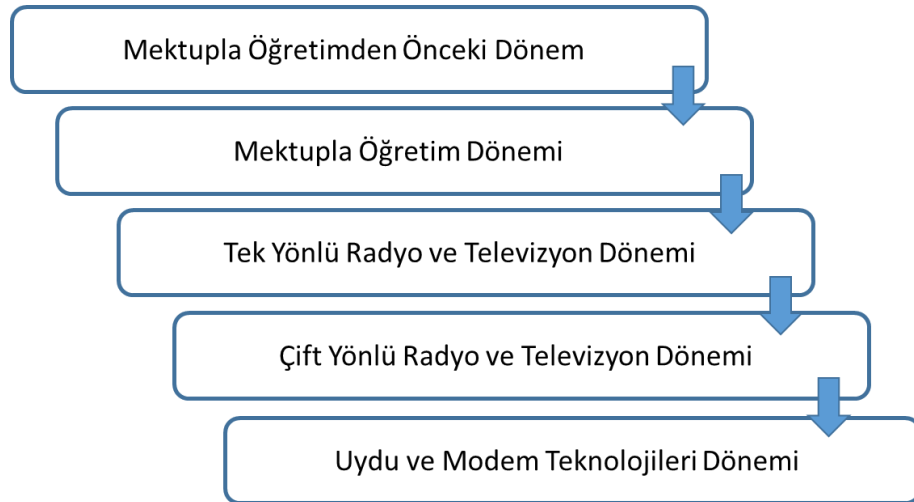 Mektupla Öğretimden Önceki Dönem
Mektupla Öğretim Dönemi
Tek Yönlü Radyo ve Televizyon Dönemi
Çift Yönlü Radyo ve Televizyon Dönemi
Uydu ve Modem Teknolojileri Dönemi